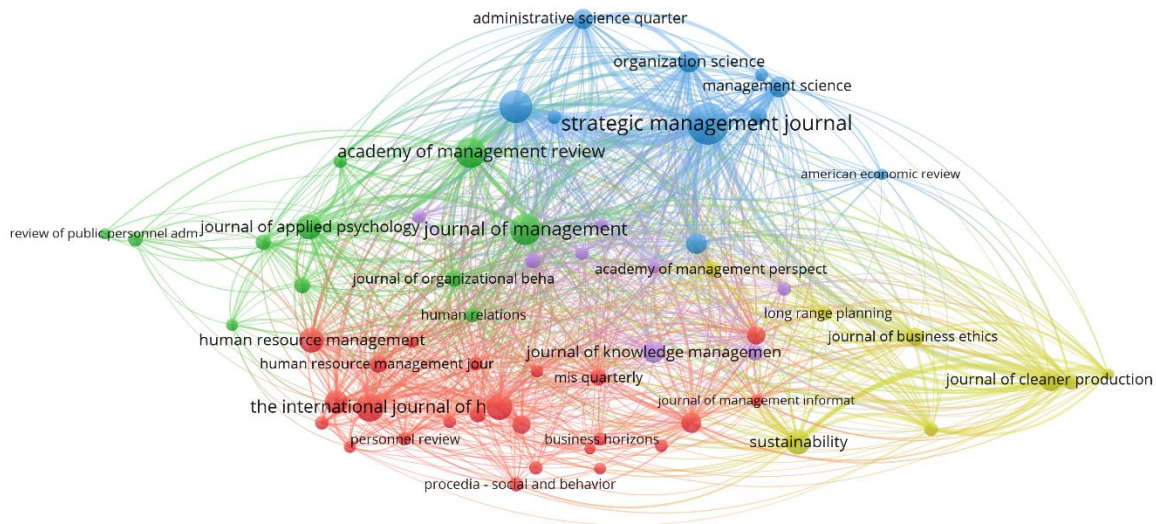 administrative science quarter
organization science
management science
strategic management journal
academy of management review
american economic review
journal of applied psychology
journal of management
review of public personnel adm
academy of management perspect
journal of organizational beha
long range planning
human relations
journal of business ethics
human resource management
journal of knowledge managemen
human resource management jour
mis quarterly
journal of cleaner production
journal of management informat
the international journal of h
personnel review
business horizons
sustainability
procedia - social and behavior